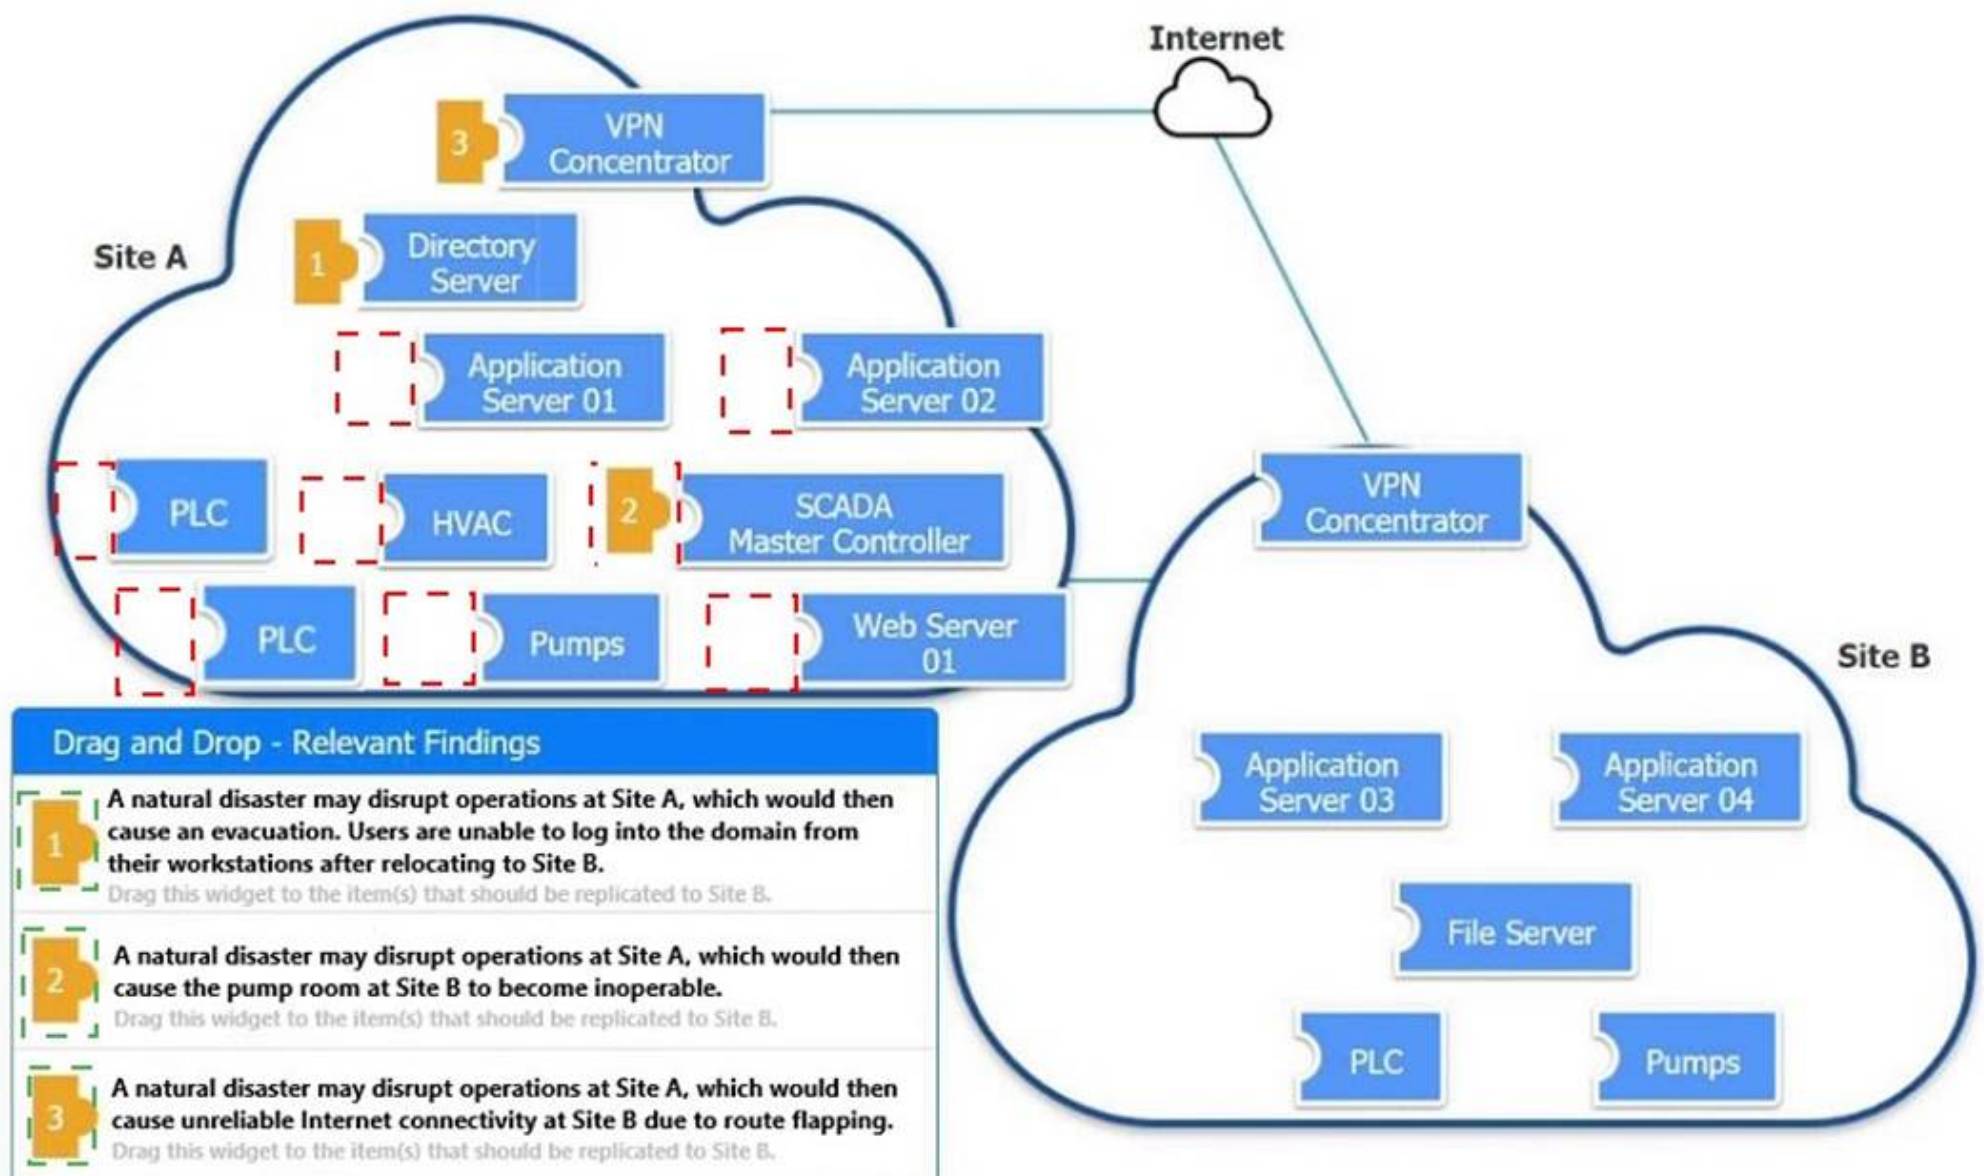 Internet
3
VPN
Concentrator
Site A
1
Directory
Server
Application
Server 01
Application
Server 02
PLC
HVAC
2
SCADA
Master Controller
VPN
Concentrator
PLC
Pumps
Web Server
01
Site B
Drag and Drop - Relevant Findings
1
A natural disaster may disrupt operations at Site A, which would then
cause an evacuation. Users are unable to log into the domain from
their workstations after relocating to Site B.
Drag this widget to the item(s) that should be replicated to Site B.
2
A natural disaster may disrupt operations at Site A, which would then
cause the pump room at Site B to become inoperable.
Drag this widget to the item(s) that should be replicated to Site B.
3
A natural disaster may disrupt operations at Site A, which would then
cause unreliable Internet connectivity at Site B due to route flapping.
Drag this widget to the item(s) that should be replicated to Site B.
Application
Server 03
Application
Server 04
File Server
PLC
Pumps